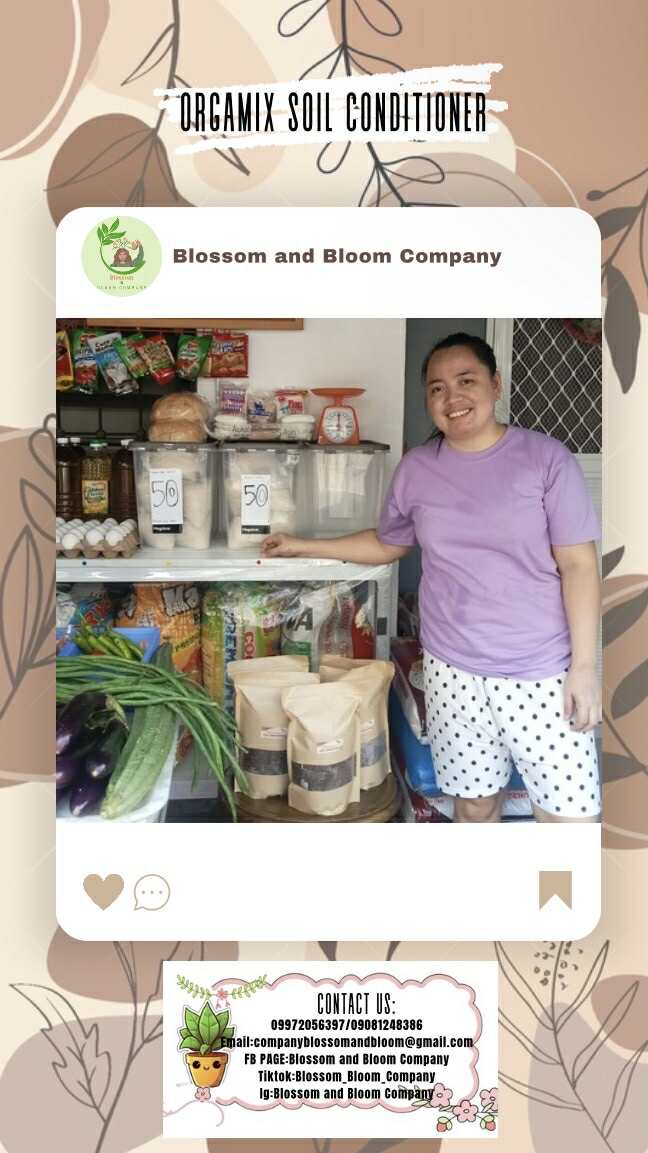 ORGAMIX SOIL CONDITIONER
Blossom and Bloom Company
50
50
CONTACT US:
09972056397/09081248386
Email:companyblossomandbloom@gmail.com
FB PAGE:Blossom and Bloom Company
Tiktok:Blossom_Bloom_Company
Ig:Blossom and Bloom Company